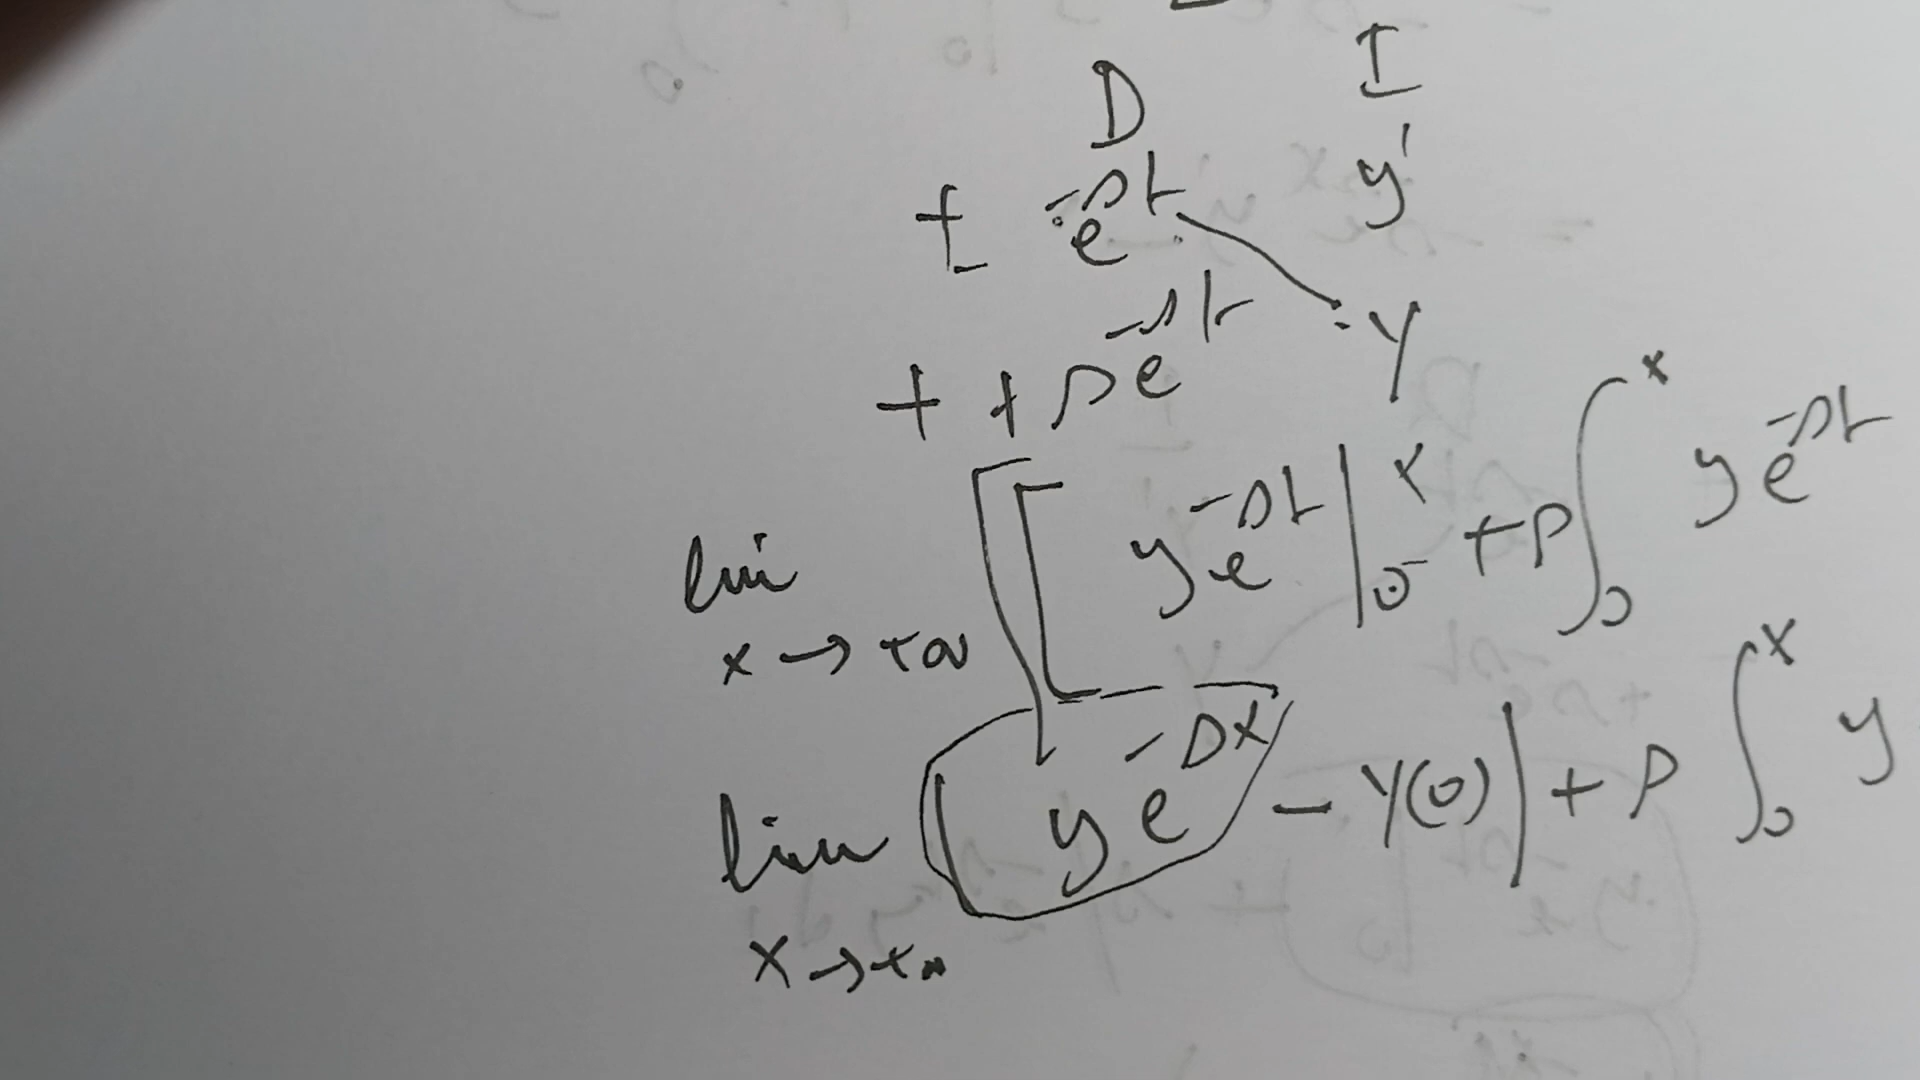 D I
+ e^-st y'
-
+ + s e^-st y
lim [ y e^-st |_0^x + s ∫_0^x y e^-st
x → +∞
lim ( y e^-sx - y(0) ) + s ∫_0^x y
x → +∞